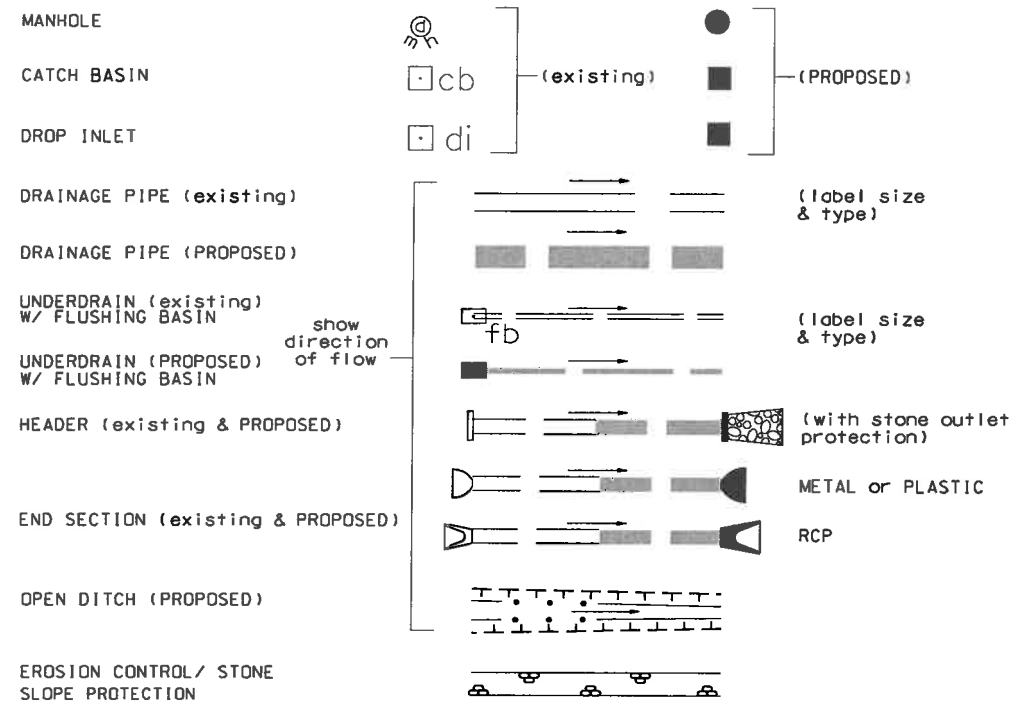 MANHOLE
d
m h
CATCH BASIN
cb
(existing)
(PROPOSED)
DROP INLET
di
DRAINAGE PIPE (existing)
(label size
& type)
DRAINAGE PIPE (PROPOSED)
UNDERDRAIN (existing)
W/ FLUSHING BASIN
fb
(label size
& type)
show
direction
of flow
UNDERDRAIN (PROPOSED)
W/ FLUSHING BASIN
HEADER (existing & PROPOSED)
(with stone outlet
protection)
METAL or PLASTIC
END SECTION (existing & PROPOSED)
RCP
OPEN DITCH (PROPOSED)
EROSION CONTROL/ STONE
SLOPE PROTECTION